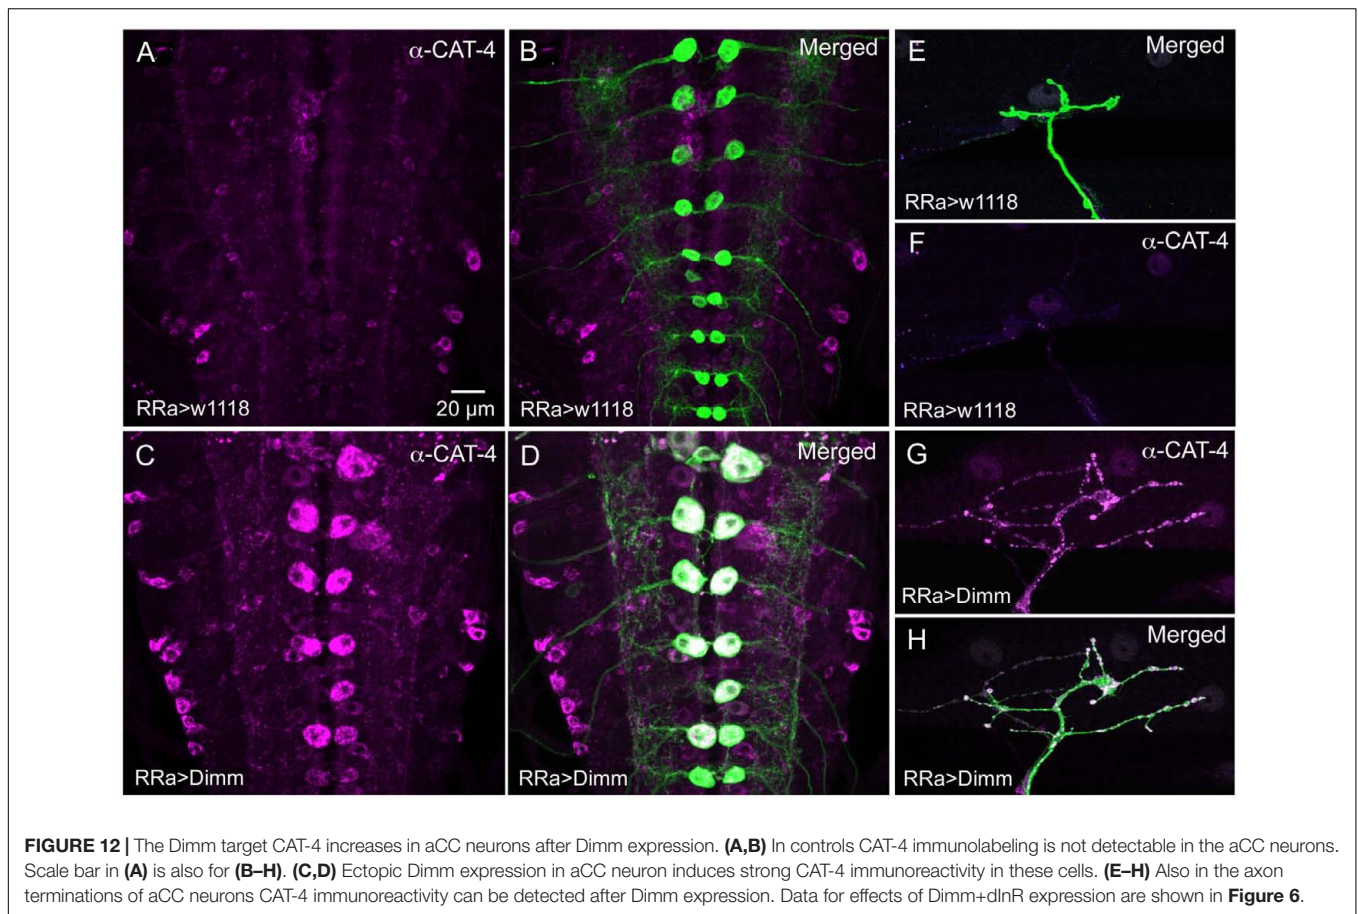 A
α-CAT-4
RRa>w1118
20 μm
B
Merged
RRa>w1118
E
Merged
RRa>w1118
F
α-CAT-4
RRa>w1118
C
α-CAT-4
RRa>Dimm
D
Merged
RRa>Dimm
G
α-CAT-4
RRa>Dimm
H
Merged
RRa>Dimm
FIGURE 12 | The Dimm target CAT-4 increases in aCC neurons after Dimm expression. (A,B) In controls CAT-4 immunolabeling is not detectable in the aCC neurons.
Scale bar in (A) is also for (B–H). (C,D) Ectopic Dimm expression in aCC neuron induces strong CAT-4 immunoreactivity in these cells. (E–H) Also in the axon
terminations of aCC neurons CAT-4 immunoreactivity can be detected after Dimm expression. Data for effects of Dimm+dInR expression are shown in Figure 6.